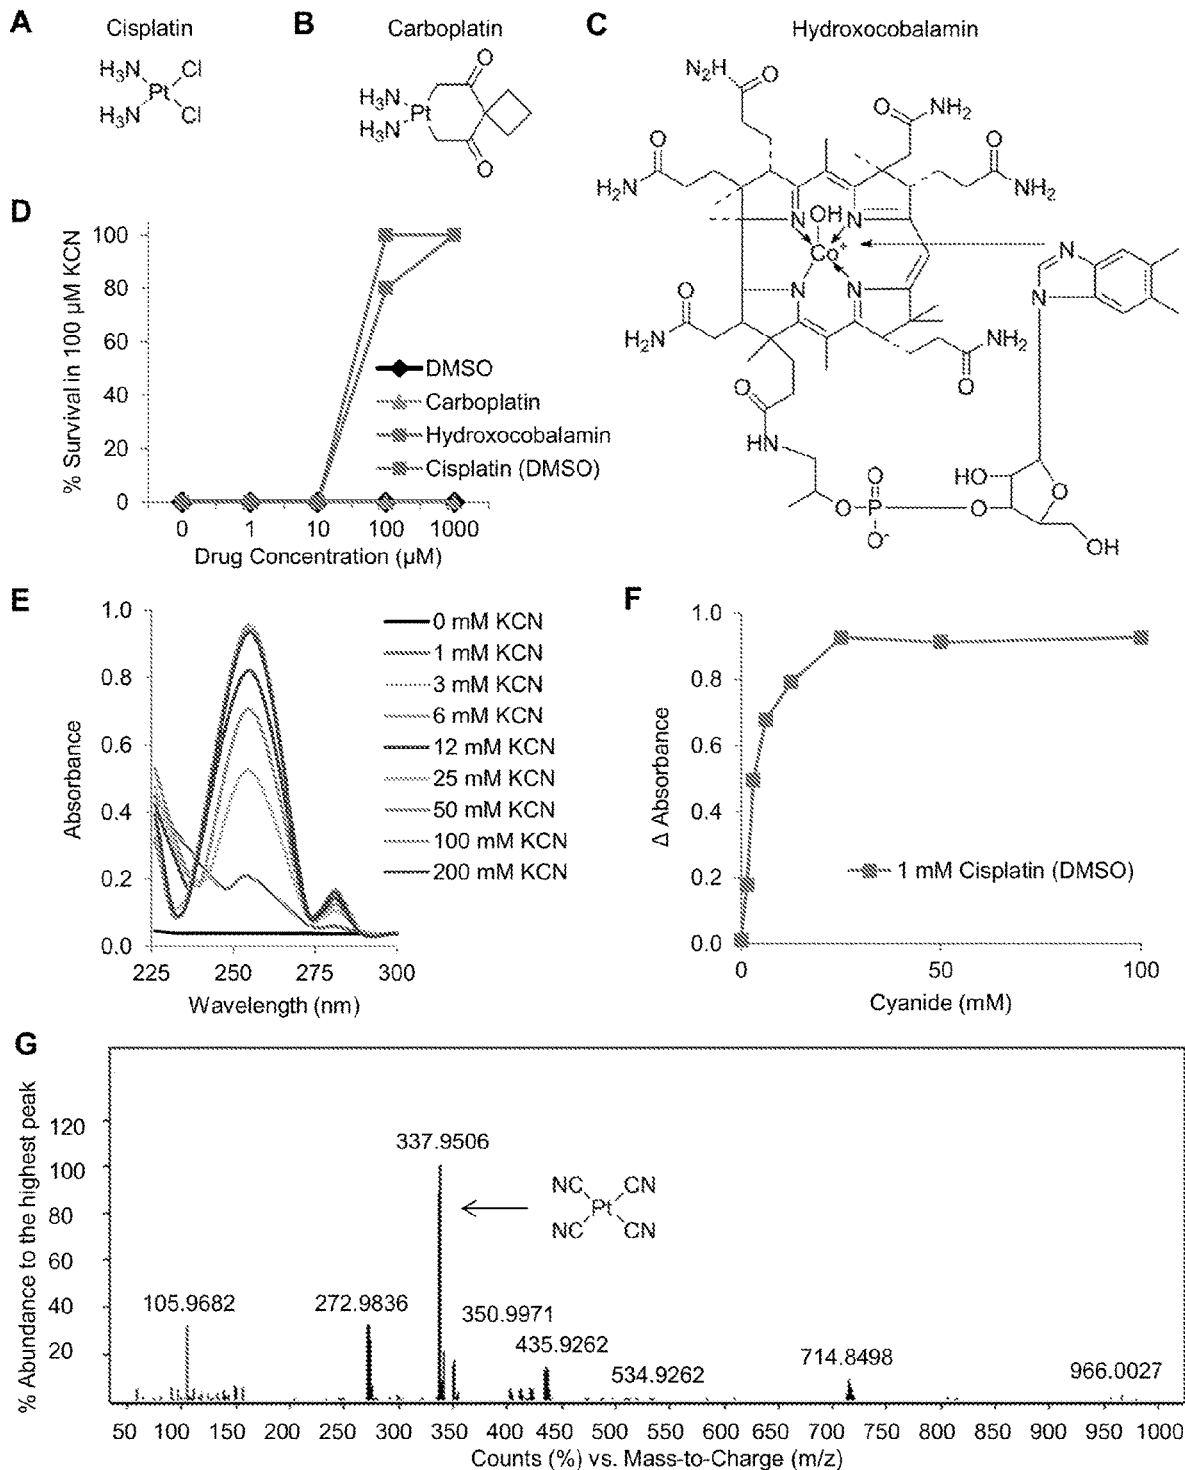 A
Cisplatin
H₃N
Cl
Pt
H₃N
Cl
B
Carboplatin
O
H₃N
Pt
H₃N
O
C
Hydroxocobalamin
N₂H
O
O
NH₂
O
O
H₂N
NH₂
OH
N
N
Co⁺
N
N
N
N
O
H₂N
NH₂
O
O
HN
O
O
P
O
O⁻
HO
O
OH
D
% Survival in 100 µM KCN
100
80
60
40
20
0
DMSO
Carboplatin
Hydroxocobalamin
Cisplatin (DMSO)
0 1 10 100 1000
Drug Concentration (µM)
E
Absorbance
1.0
0.8
0.6
0.4
0.2
0.0
225 250 275 300
Wavelength (nm)
0 mM KCN
1 mM KCN
3 mM KCN
6 mM KCN
12 mM KCN
25 mM KCN
50 mM KCN
100 mM KCN
200 mM KCN
F
Δ Absorbance
1.0
0.8
0.6
0.4
0.2
0.0
1 mM Cisplatin (DMSO)
0 50 100
Cyanide (mM)
G
% Abundance to the highest peak
120
100
80
60
40
20
337.9506
NC CN
Pt
NC CN
105.9682
272.9836
350.9971
435.9262
534.9262
714.8498
966.0027
50 100 150 200 250 300 350 400 450 500 550 600 650 700 750 800 850 900 950 1000
Counts (%) vs. Mass-to-Charge (m/z)